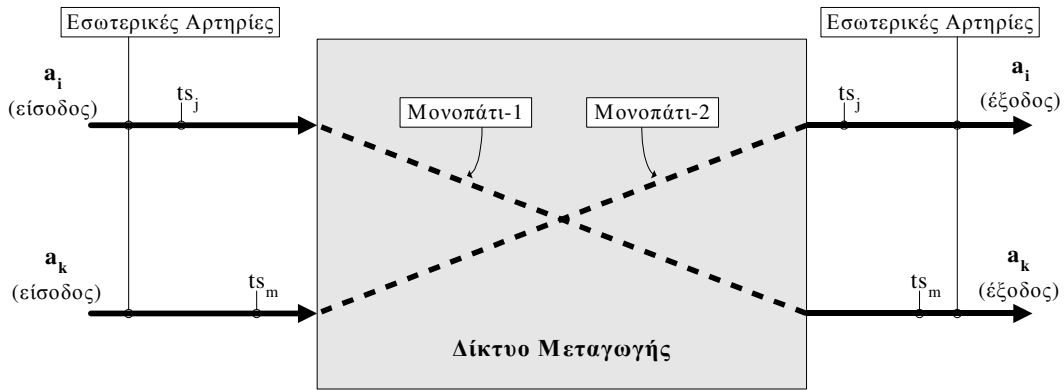 Εσωτερικές Αρτηρίες
Εσωτερικές Αρτηρίες
a_i
(είσοδος)
ts_j
Μονοπάτι-1
Μονοπάτι-2
ts_j
a_i
(έξοδος)
a_k
(είσοδος)
ts_m
ts_m
a_k
(έξοδος)
Δίκτυο Μεταγωγής